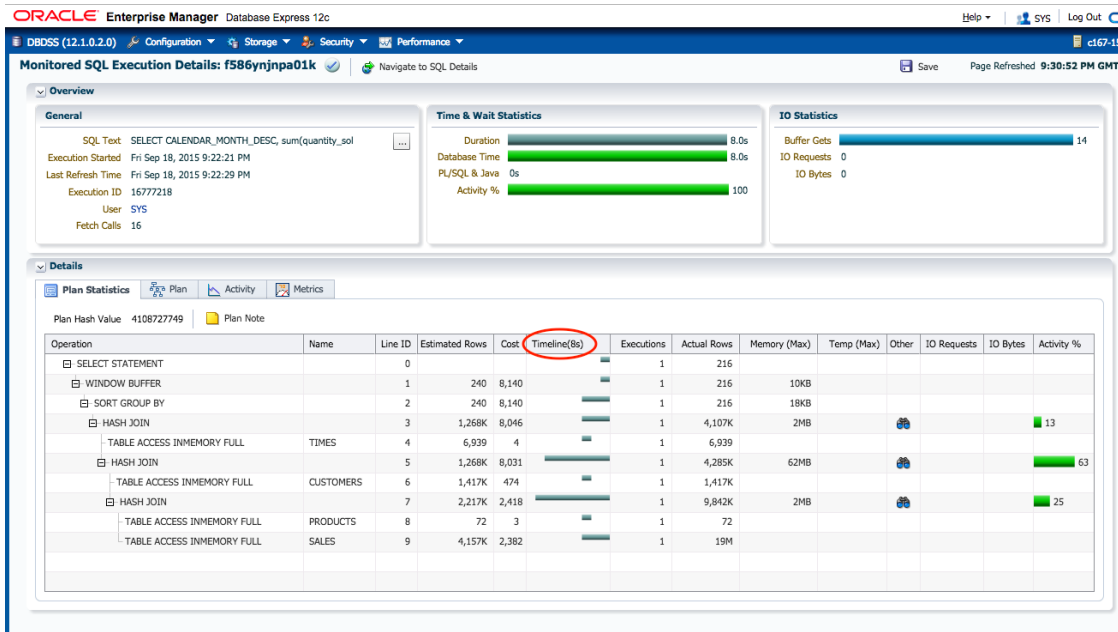 ORACLE Enterprise Manager Database Express 12c Help SYS Log Out
DBDSS (12.1.0.2.0) Configuration Storage Security Performance c167-15
Monitored SQL Execution Details: f586ynjnpa01k Navigate to SQL Details Save Page Refreshed 9:30:52 PM GMT
Overview
General
SQL Text SELECT CALENDAR_MONTH_DESC, sum(quantity_sol ...
Execution Started Fri Sep 18, 2015 9:22:21 PM
Last Refresh Time Fri Sep 18, 2015 9:22:29 PM
Execution ID 16777218
User SYS
Fetch Calls 16
Time & Wait Statistics
Duration 8.0s
Database Time 8.0s
PL/SQL & Java 0s
Activity % 100
IO Statistics
Buffer Gets 14
IO Requests 0
IO Bytes 0
Details
Plan Statistics Plan Activity Metrics
Plan Hash Value 4108727749 Plan Note
Operation Name Line ID Estimated Rows Cost Timeline(8s) Executions Actual Rows Memory (Max) Temp (Max) Other IO Requests IO Bytes Activity %
SELECT STATEMENT 0 1 216
WINDOW BUFFER 1 240 8,140 1 216 10KB
SORT GROUP BY 2 240 8,140 1 216 18KB
HASH JOIN 3 1,268K 8,046 1 4,107K 2MB 13
TABLE ACCESS INMEMORY FULL TIMES 4 6,939 4 1 6,939
HASH JOIN 5 1,268K 8,031 1 4,285K 62MB 63
TABLE ACCESS INMEMORY FULL CUSTOMERS 6 1,417K 474 1 1,417K
HASH JOIN 7 2,217K 2,418 1 9,842K 2MB 25
TABLE ACCESS INMEMORY FULL PRODUCTS 8 72 3 1 72
TABLE ACCESS INMEMORY FULL SALES 9 4,157K 2,382 1 19M